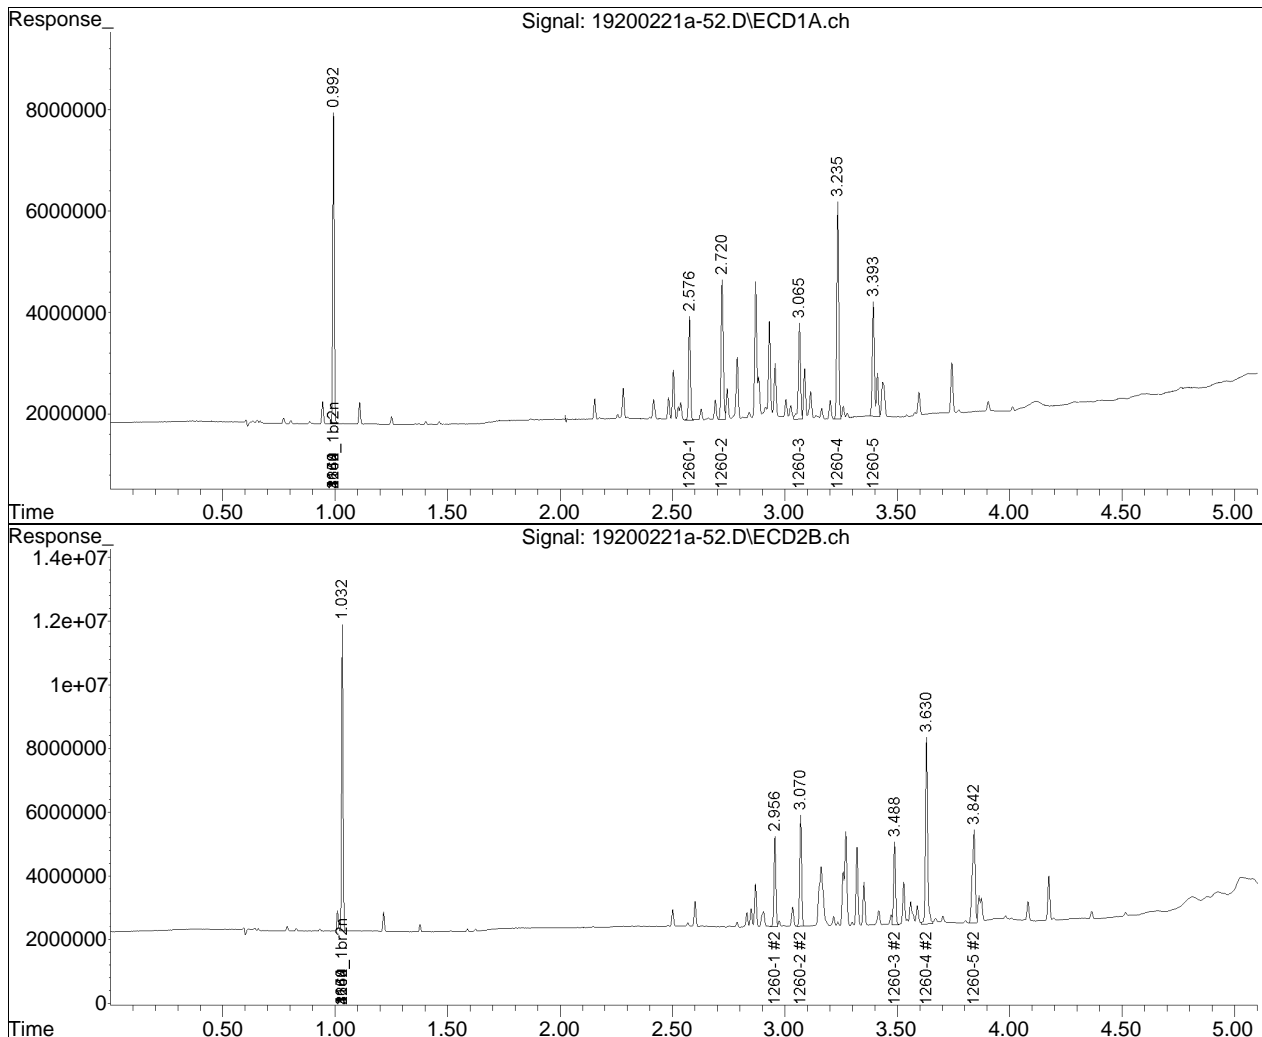 Response_
Signal: 19200221a-52.D\ECD1A.ch
0.992
8000000
6000000
3.235
2.720
2.576
3.065
3.393
4000000
2000000
_1br2n
1260-1
1260-2
1260-3
1260-4
1260-5
0.50 1.00 1.50 2.00 2.50 3.00 3.50 4.00 4.50 5.00
Time
Response_
Signal: 19200221a-52.D\ECD2B.ch
1.4e+07
1.032
1.2e+07
1e+07
3.630
8000000
3.070
2.956
3.488
3.842
6000000
4000000
2000000
_1br2n
1260-1 #2
1260-2 #2
1260-3 #2
1260-4 #2
1260-5 #2
0
0.50 1.00 1.50 2.00 2.50 3.00 3.50 4.00 4.50 5.00
Time